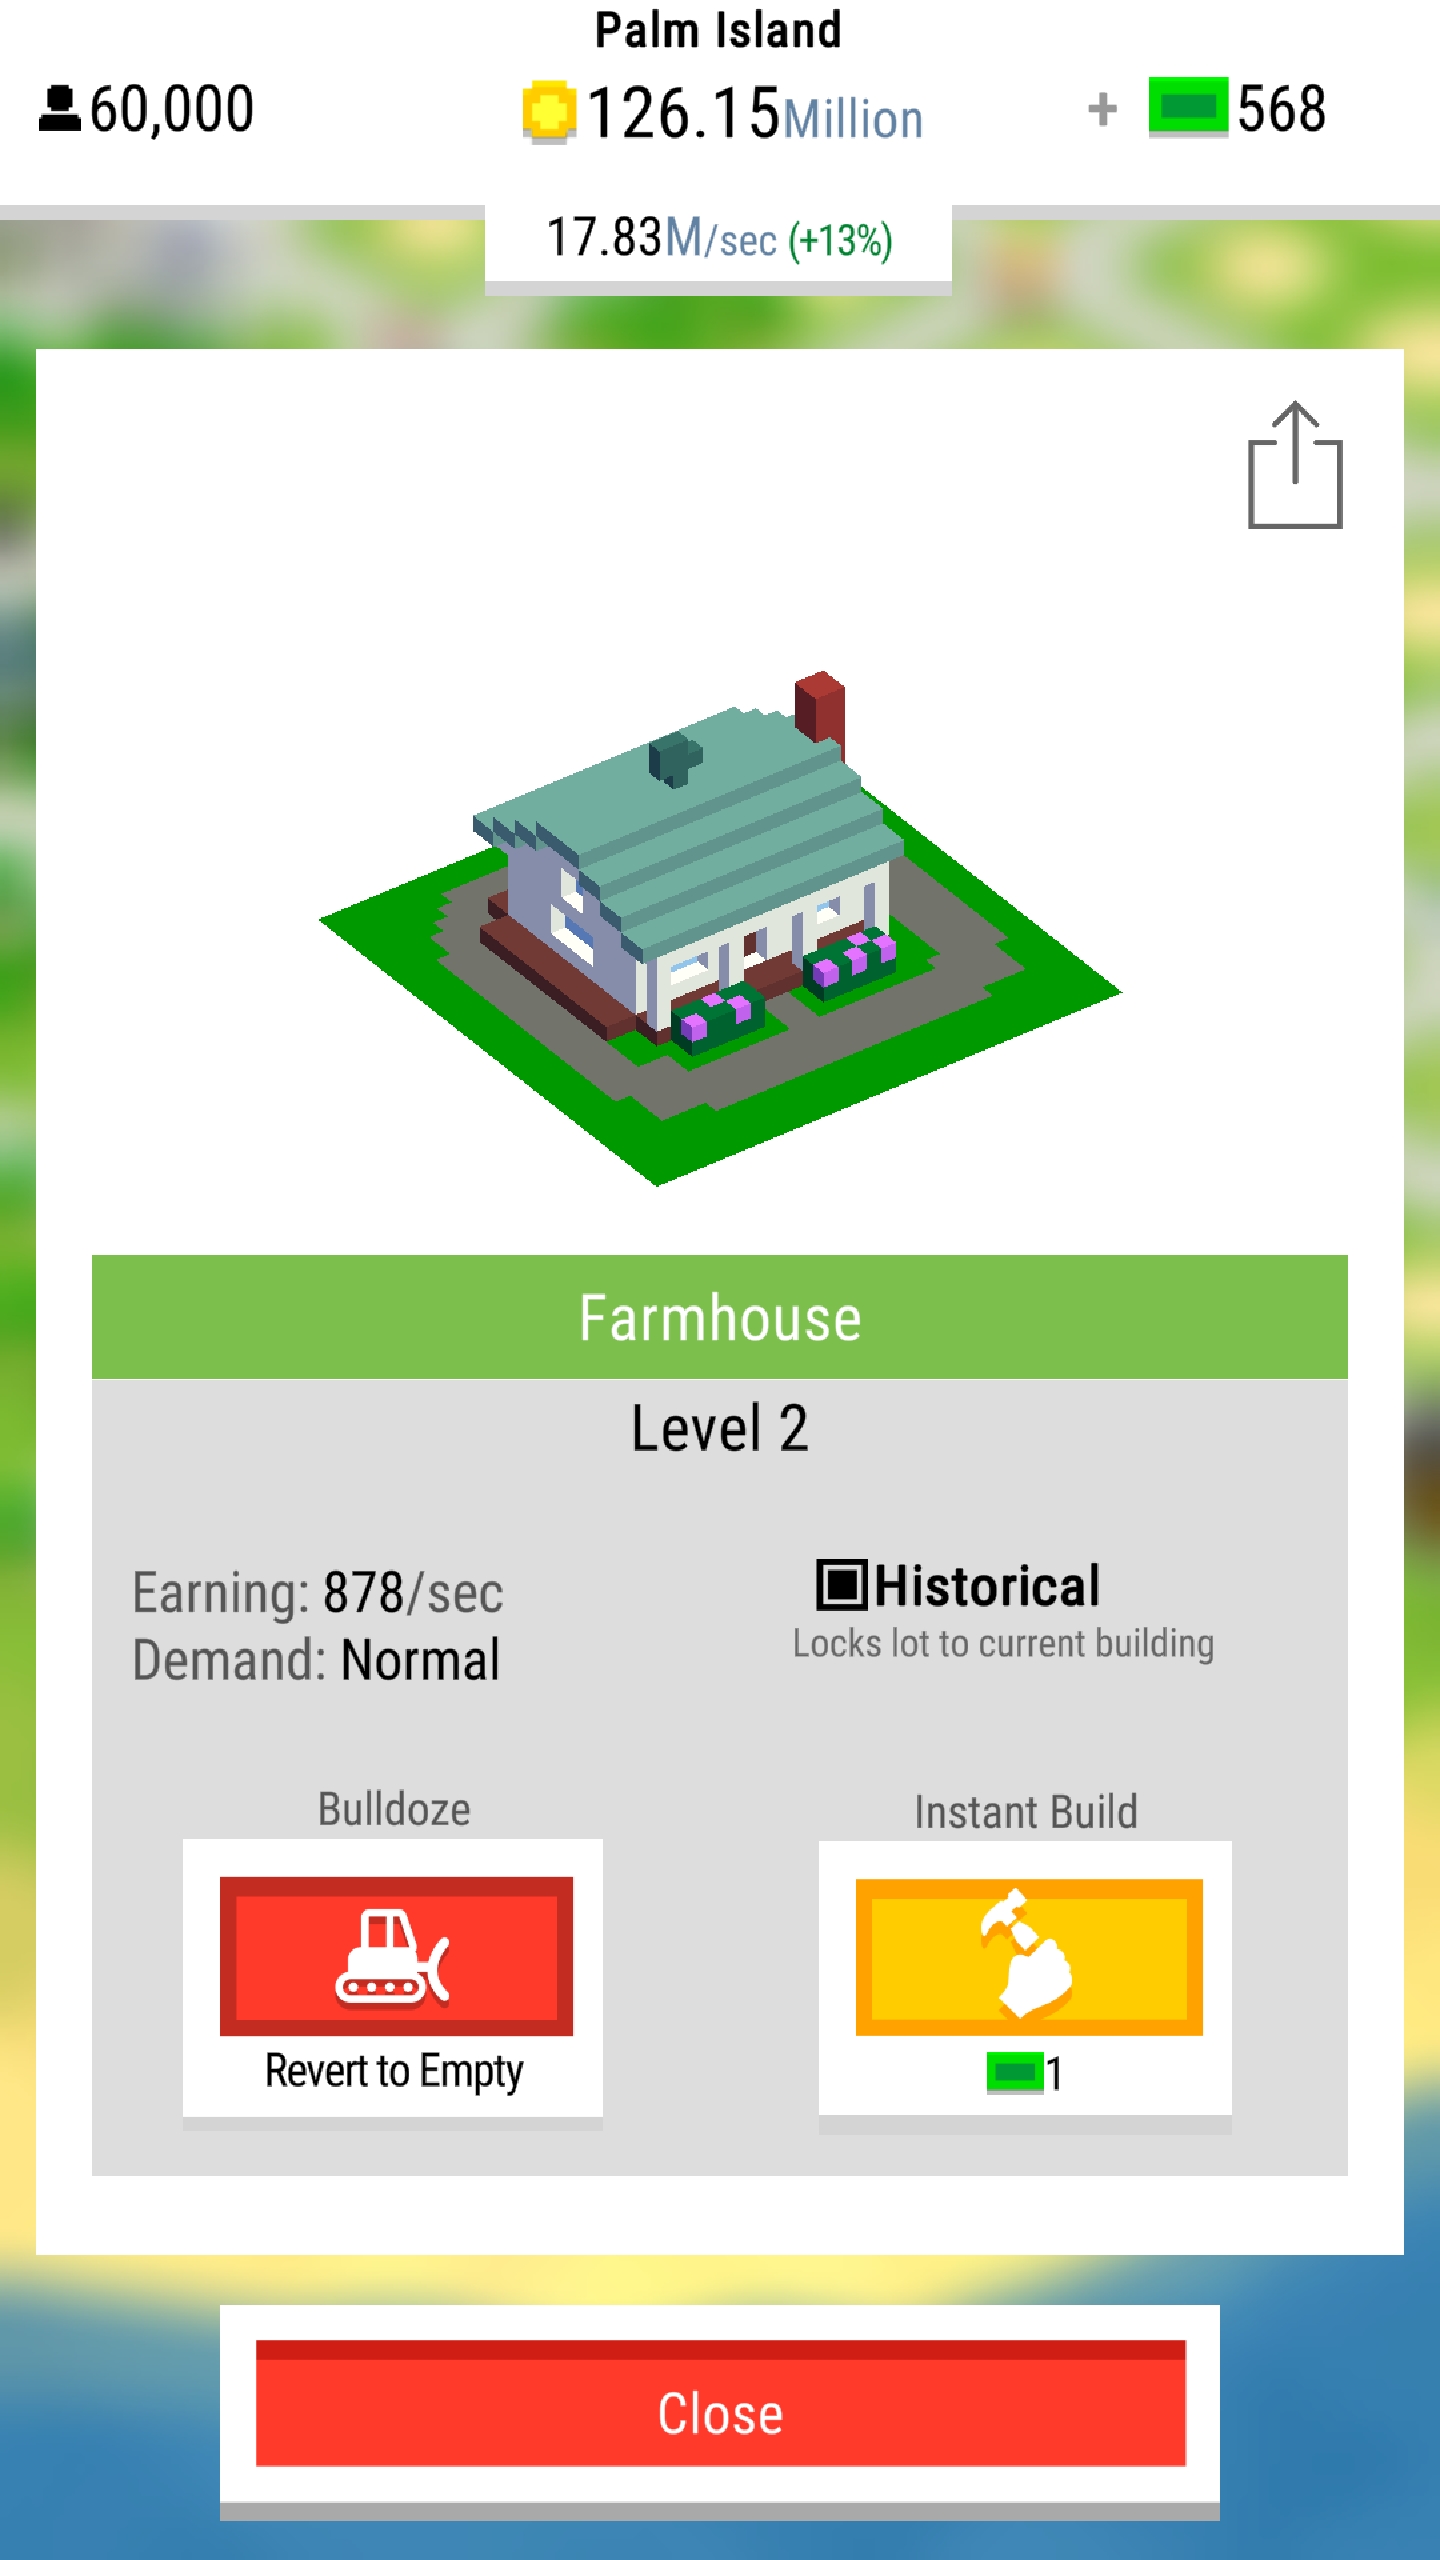 Palm Island
60,000
126.15Million
+ 568
17.83M/sec (+13%)
Farmhouse
Level 2
Earning: 878/sec
Demand: Normal
Historical
Locks lot to current building
Bulldoze
Revert to Empty
Instant Build
1
Close